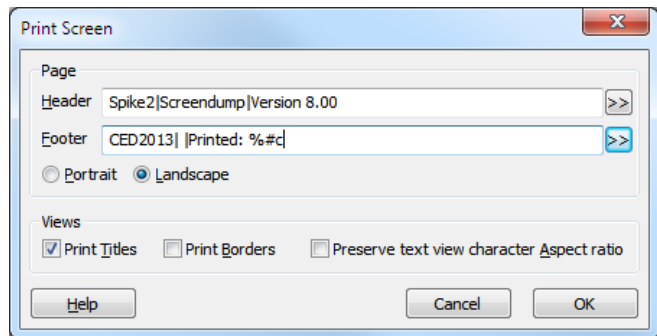 Print Screen
Page
Header Spike2|Screendump|Version 8.00 >>
Footer CED2013| |Printed: %#c >>
Portrait Landscape
Views
Print Titles Print Borders Preserve text view character Aspect ratio
Help Cancel OK